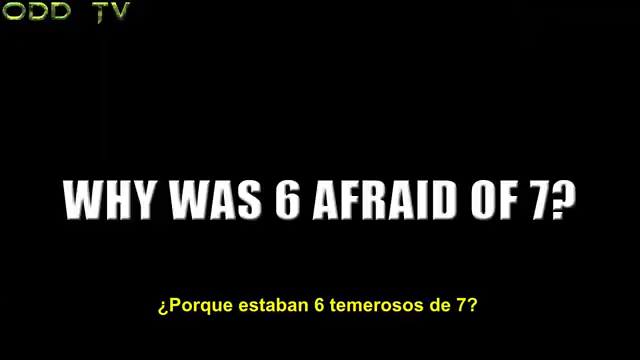 ODD TV
WHY WAS 6 AFRAID OF 7?
¿Porque estaban 6 temerosos de 7?